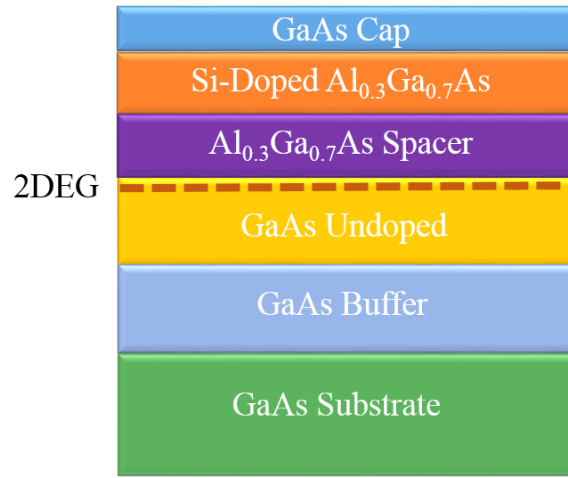 GaAs Cap
Si-Doped Al₀.₃Ga₀.₇As
Al₀.₃Ga₀.₇As Spacer
2DEG
GaAs Undoped
GaAs Buffer
GaAs Substrate